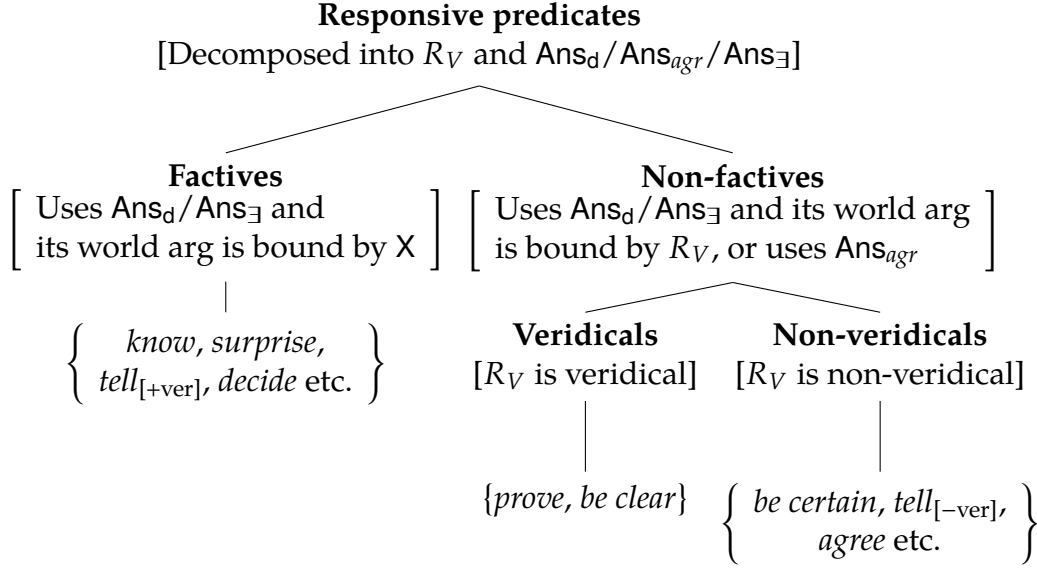 Responsive predicates
[Decomposed into R_V and Ans_d/Ans_agr/Ans_∃]
Factives
[ Uses Ans_d/Ans_∃ and
its world arg is bound by X ]
Non-factives
[ Uses Ans_d/Ans_∃ and its world arg
is bound by R_V, or uses Ans_agr ]
{ know, surprise,
tell_[+ver], decide etc. }
Veridicals
[R_V is veridical]
Non-veridicals
[R_V is non-veridical]
{prove, be clear}
{ be certain, tell_[−ver],
agree etc. }